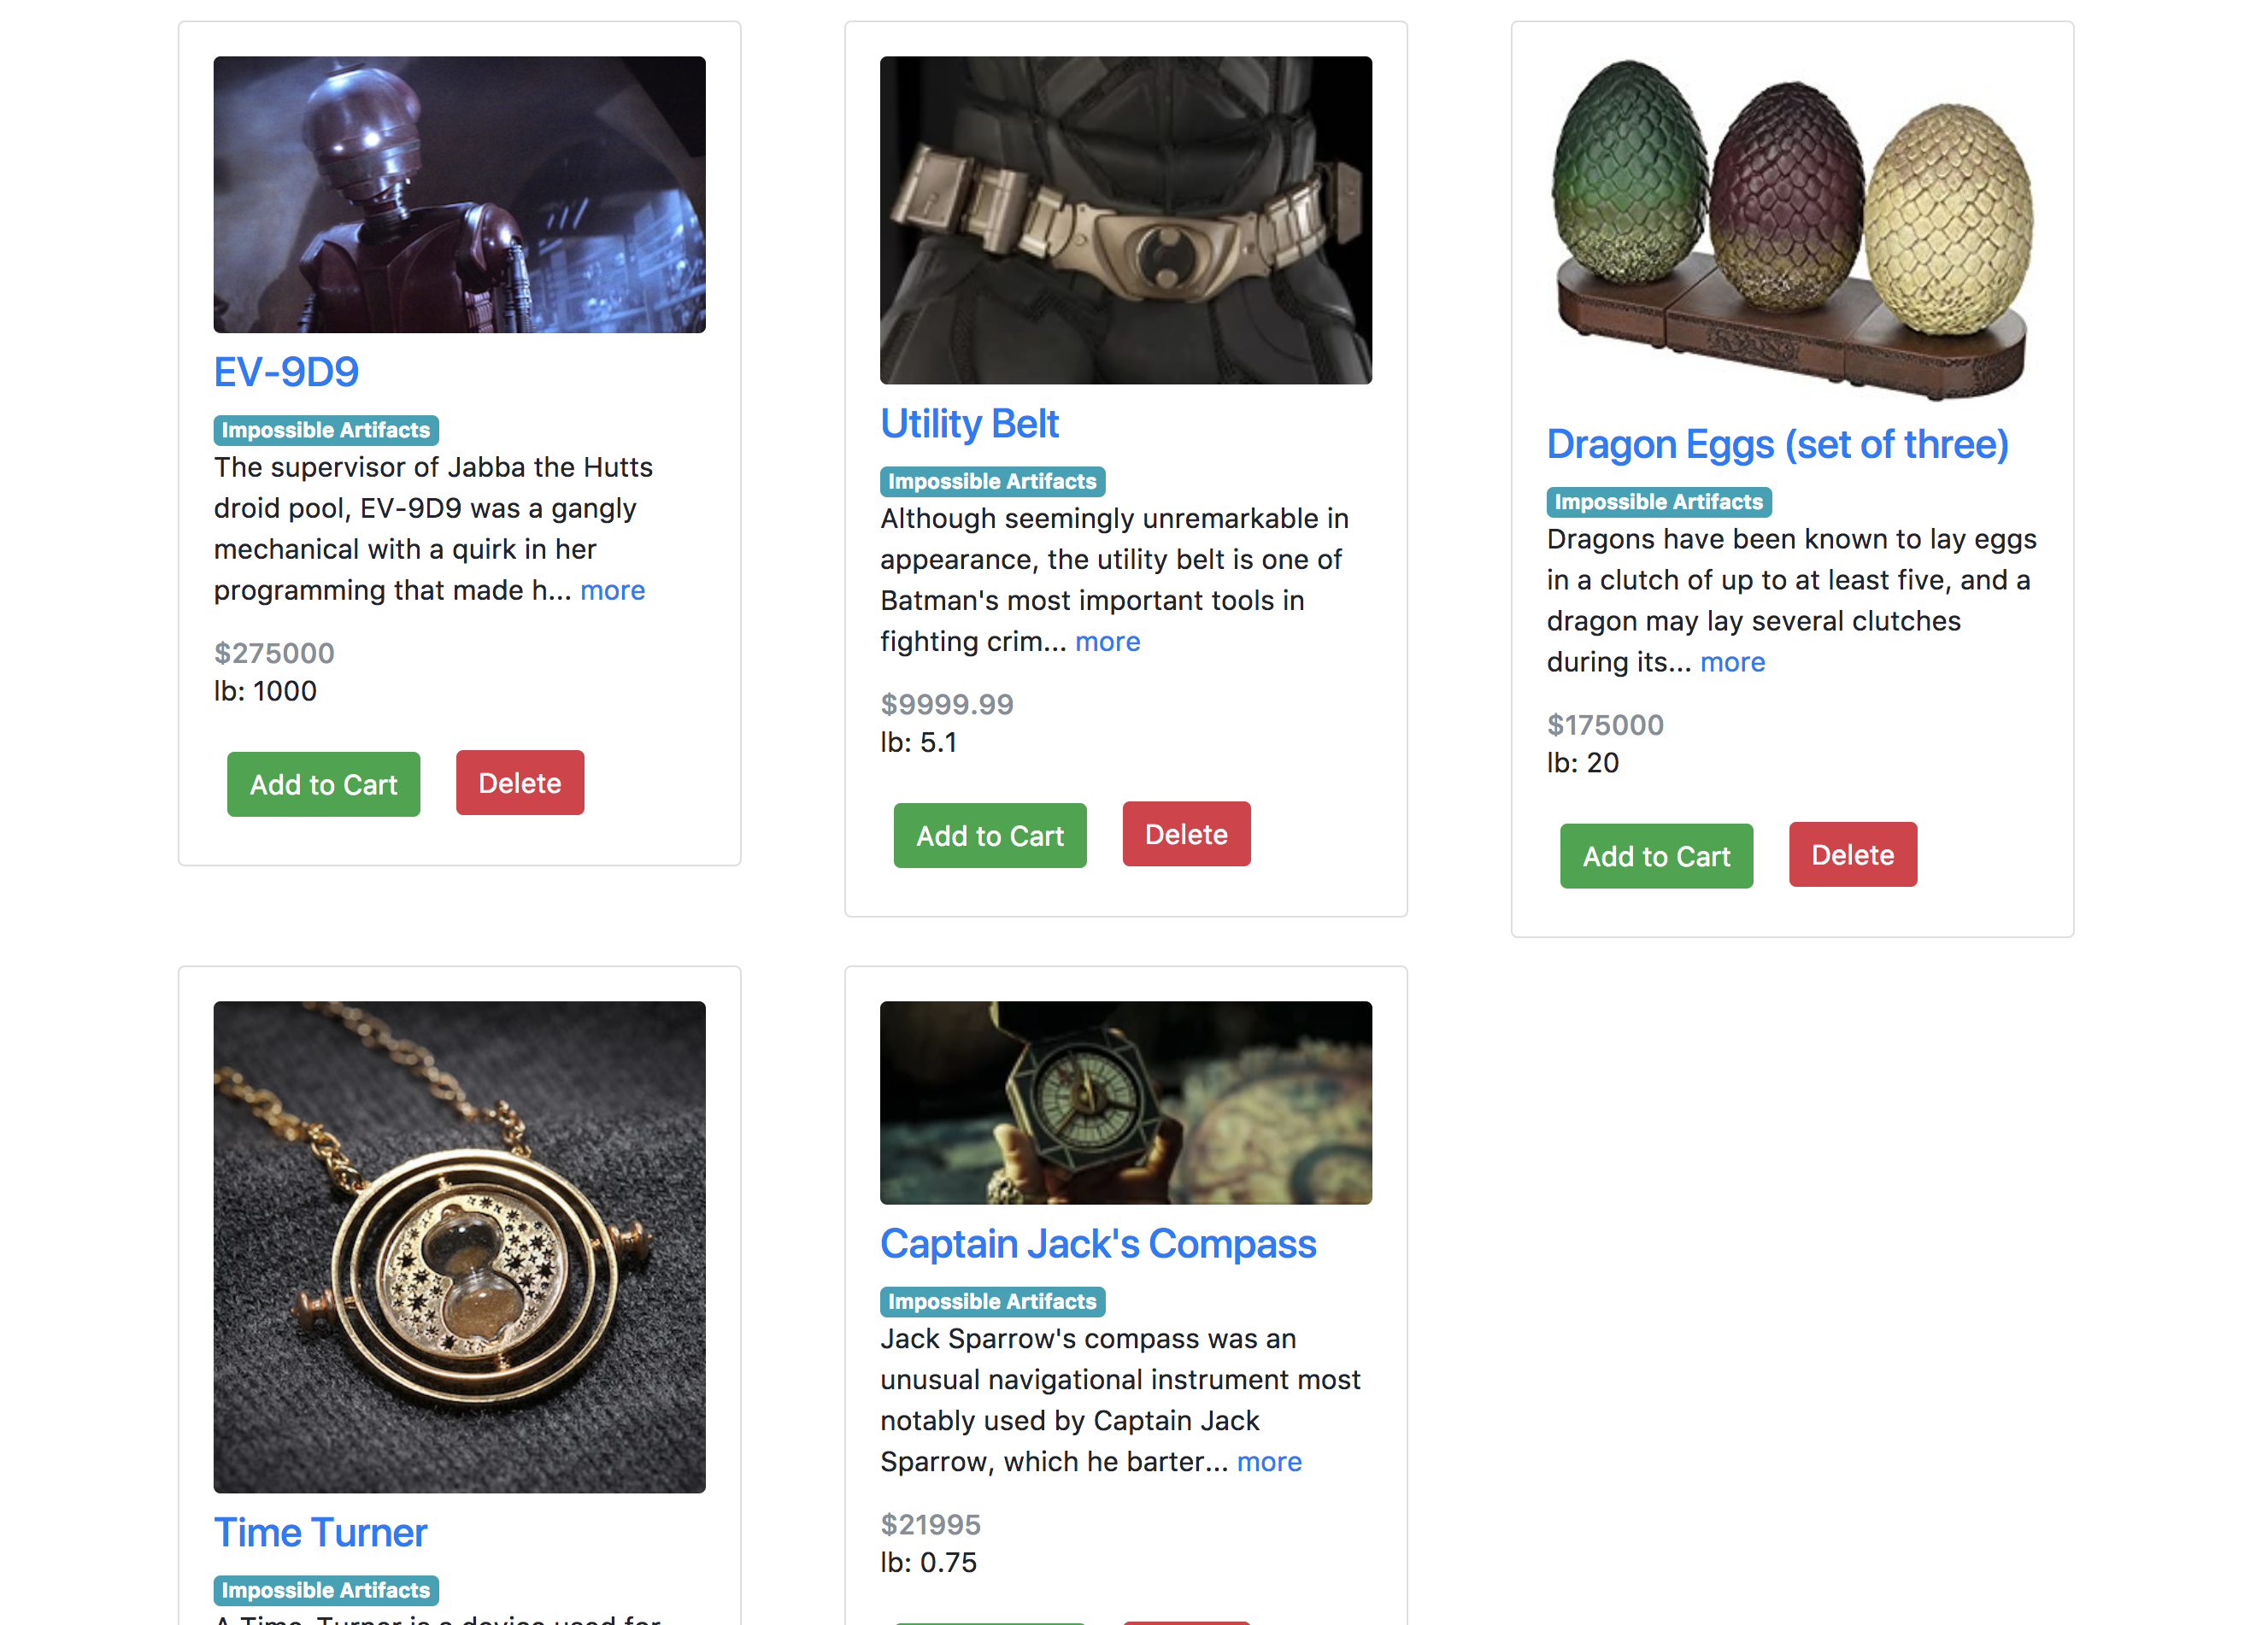 EV-9D9
Impossible Artifacts
The supervisor of Jabba the Hutts
droid pool, EV-9D9 was a gangly
mechanical with a quirk in her
programming that made h... more
$275000
lb: 1000
Add to Cart
Delete
Utility Belt
Impossible Artifacts
Although seemingly unremarkable in
appearance, the utility belt is one of
Batman's most important tools in
fighting crim... more
$9999.99
lb: 5.1
Add to Cart
Delete
Dragon Eggs (set of three)
Impossible Artifacts
Dragons have been known to lay eggs
in a clutch of up to at least five, and a
dragon may lay several clutches
during its... more
$175000
lb: 20
Add to Cart
Delete
Time Turner
Impossible Artifacts
A Time-Turner is a device used for
Captain Jack's Compass
Impossible Artifacts
Jack Sparrow's compass was an
unusual navigational instrument most
notably used by Captain Jack
Sparrow, which he barter... more
$21995
lb: 0.75